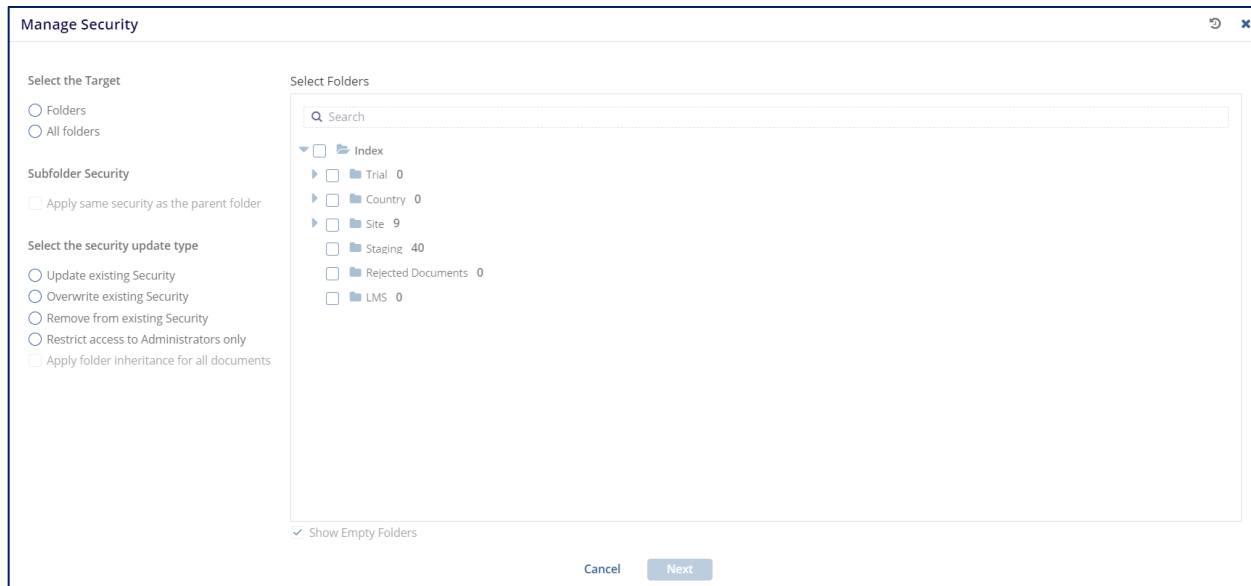 Manage Security
Select the Target
Folders
All folders
Subfolder Security
Apply same security as the parent folder
Select the security update type
Update existing Security
Overwrite existing Security
Remove from existing Security
Restrict access to Administrators only
Apply folder inheritance for all documents
Select Folders
Search
Index
Trial 0
Country 0
Site 9
Staging 40
Rejected Documents 0
LMS 0
Show Empty Folders
Cancel Next